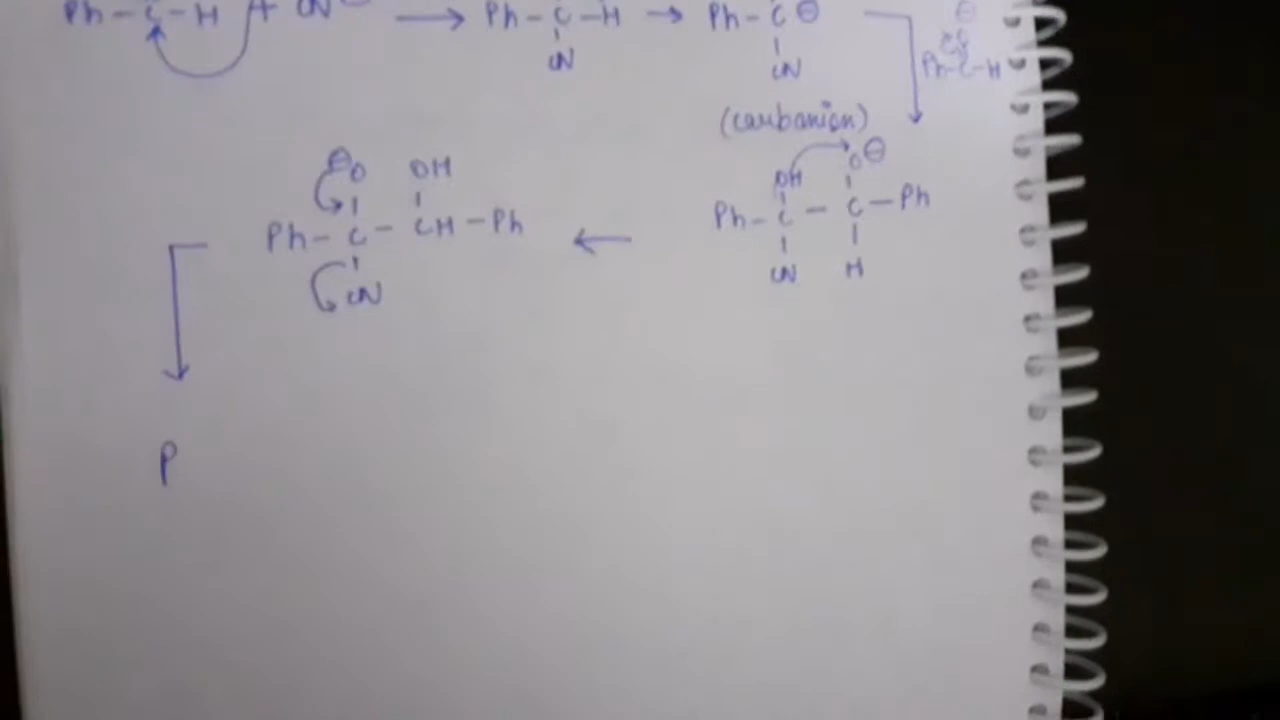 Ph - C - H + CN ⊖ → Ph - C - H → Ph - C ⊖
CN CN
Ph - C - H
(carbanion)
⊖O OH
OH O⊖
Ph - C - CH - Ph ← Ph - C - C - Ph
CN CN H
P